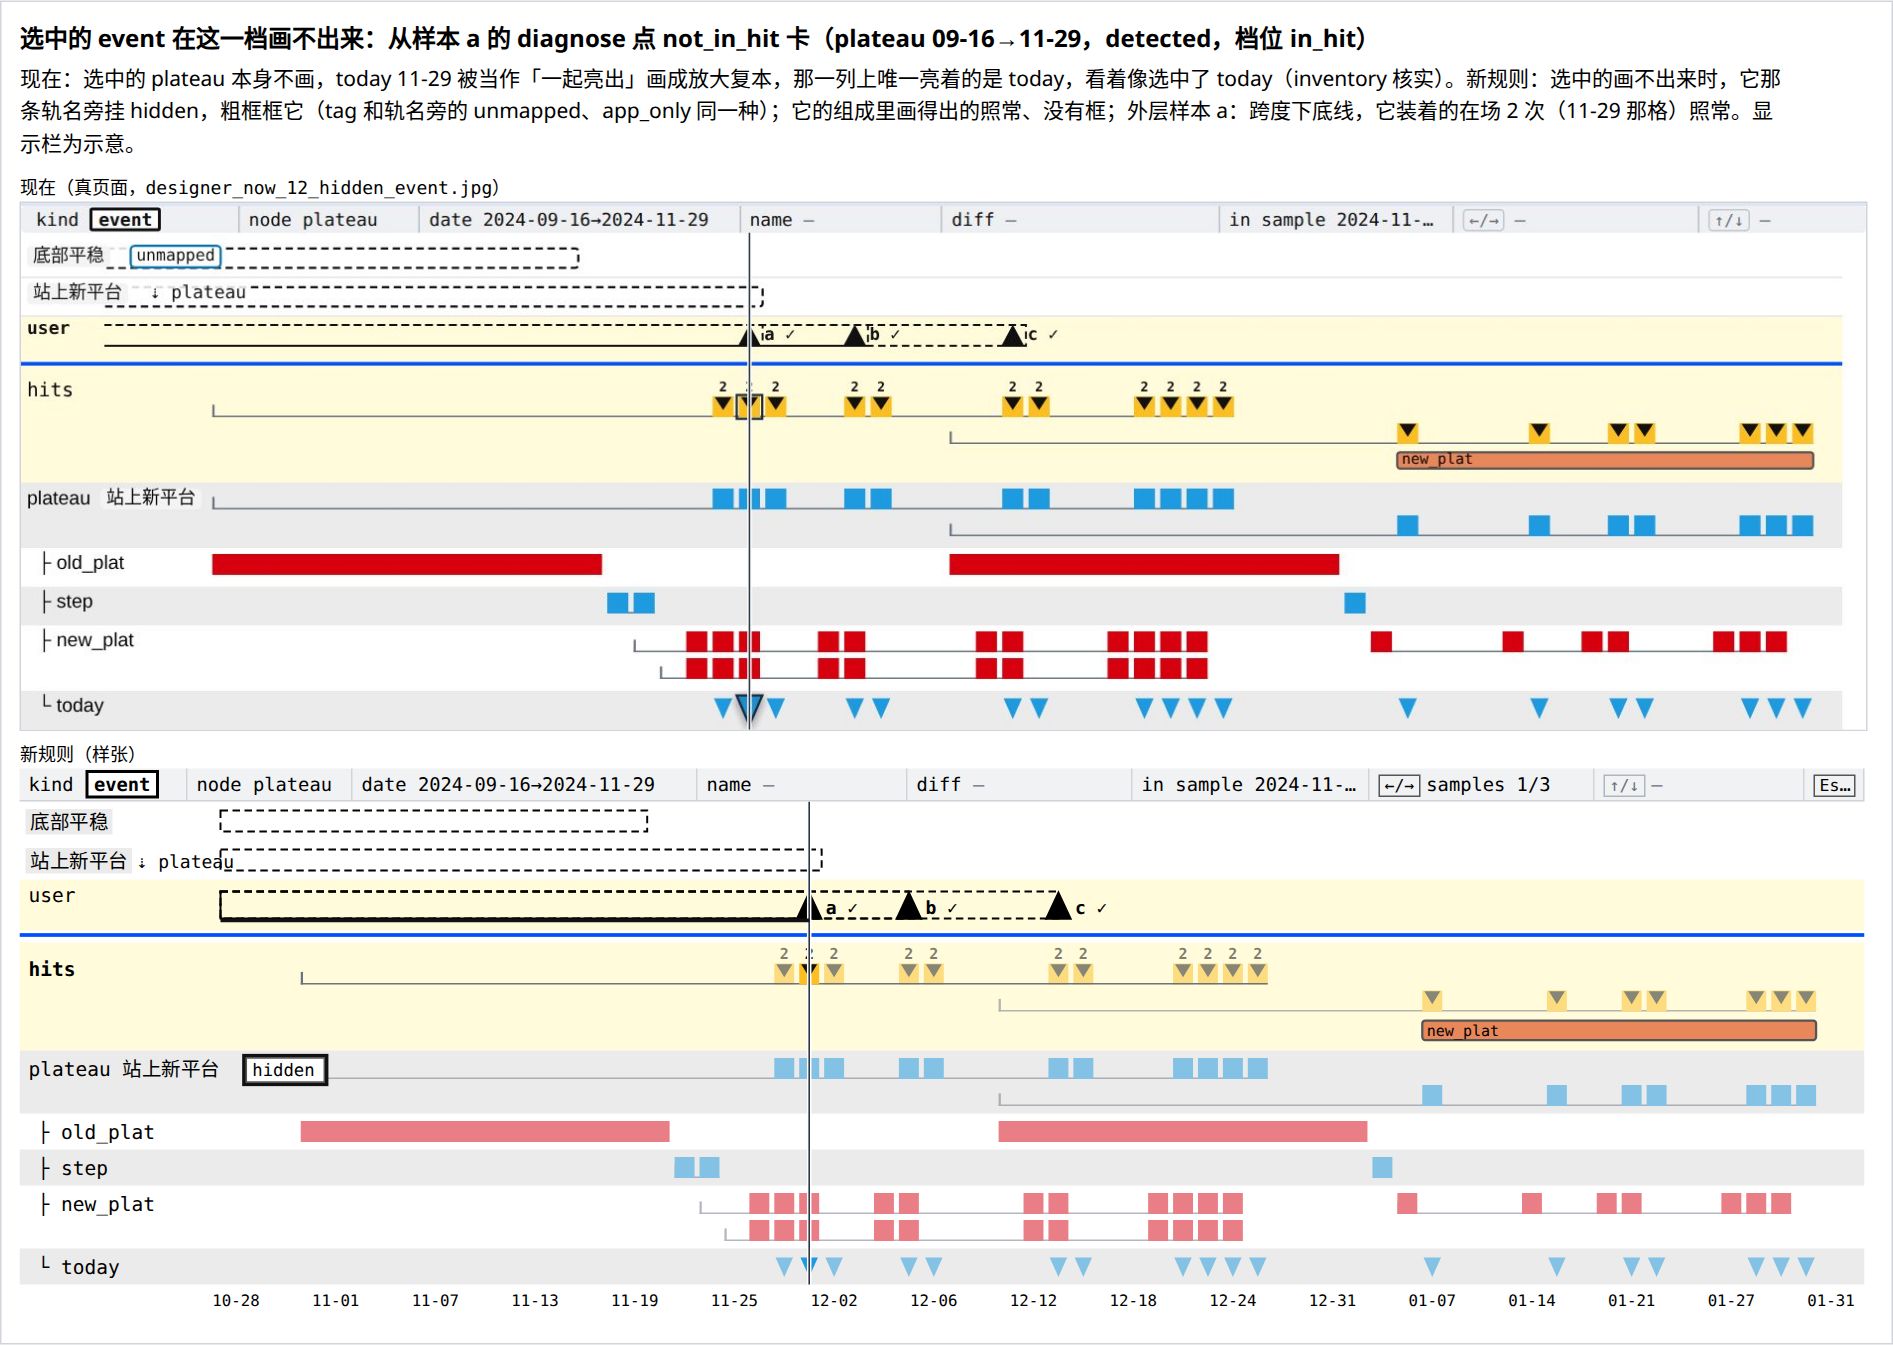 选中的 event 在这一档画不出来：从样本 a 的 diagnose 点 not_in_hit 卡（plateau 09-16→11-29，detected，档位 in_hit）
现在：选中的 plateau 本身不画，today 11-29 被当作「一起亮出」画成放大复本，那一列上唯一亮着的是 today，看着像选中了 today（inventory 核实）。新规则：选中的画不出来时，它那
条轨名旁挂 hidden，粗框框它（tag 和轨名旁的 unmapped、app_only 同一种）；它的组成里画得出的照常、没有框；外层样本 a：跨度下底线，它装着的在场 2 次（11-29 那格）照常。显
示栏为示意。
现在（真页面，designer_now_12_hidden_event.jpg）
kind event node plateau date 2024-09-16→2024-11-29 name — diff — in sample 2024-11-… ←/→ — ↑/↓ —
底部平稳 unmapped
站上新平台 ⇣ plateau
user a ✓ b ✓ c ✓
2 2 2 2 2 2 2 2 2 2
hits
new_plat
plateau 站上新平台
├ old_plat
├ step
├ new_plat
└ today
新规则（样张）
kind event node plateau date 2024-09-16→2024-11-29 name — diff — in sample 2024-11-… ←/→ samples 1/3 ↑/↓ — Es…
底部平稳
站上新平台 ⇣ plateau
user a ✓ b ✓ c ✓
2 2 2 2 2 2 2 2 2 2
hits
new_plat
plateau 站上新平台 hidden
├ old_plat
├ step
├ new_plat
└ today
10-28 11-01 11-07 11-13 11-19 11-25 12-02 12-06 12-12 12-18 12-24 12-31 01-07 01-14 01-21 01-27 01-31